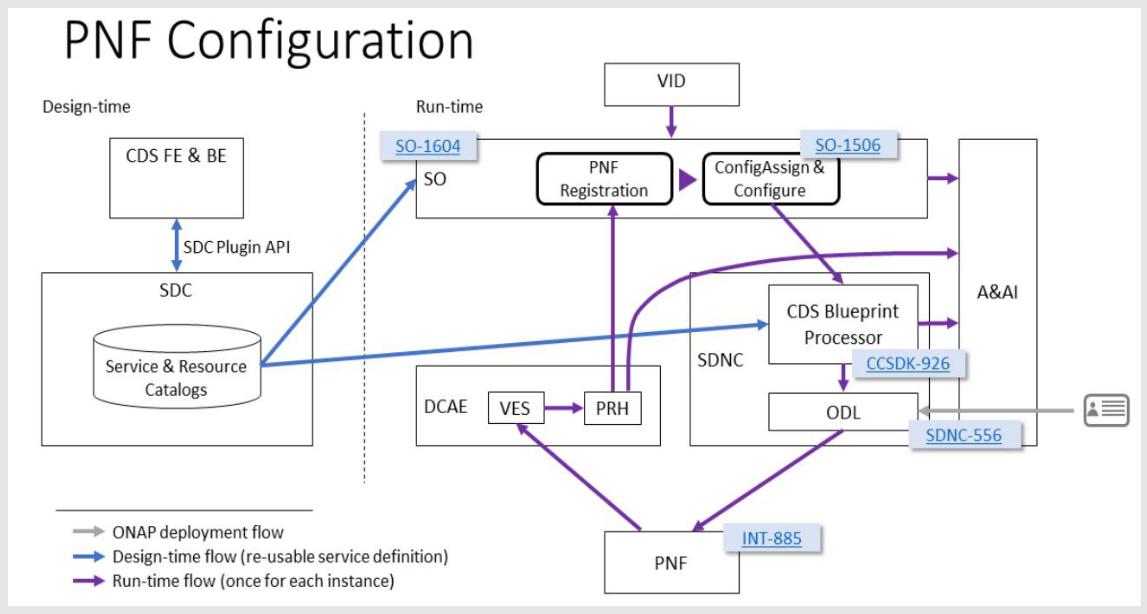 PNF Configuration
Design-time
Run-time
VID
CDS FE & BE
SO-1604
SO-1506
SO
PNF
Registration
ConfigAssign &
Configure
SDC Plugin API
SDC
Service & Resource
Catalogs
A&AI
CDS Blueprint
Processor
SDNC
CCSDK-926
DCAE
VES
PRH
ODL
SDNC-556
INT-885
PNF
ONAP deployment flow
Design-time flow (re-usable service definition)
Run-time flow (once for each instance)